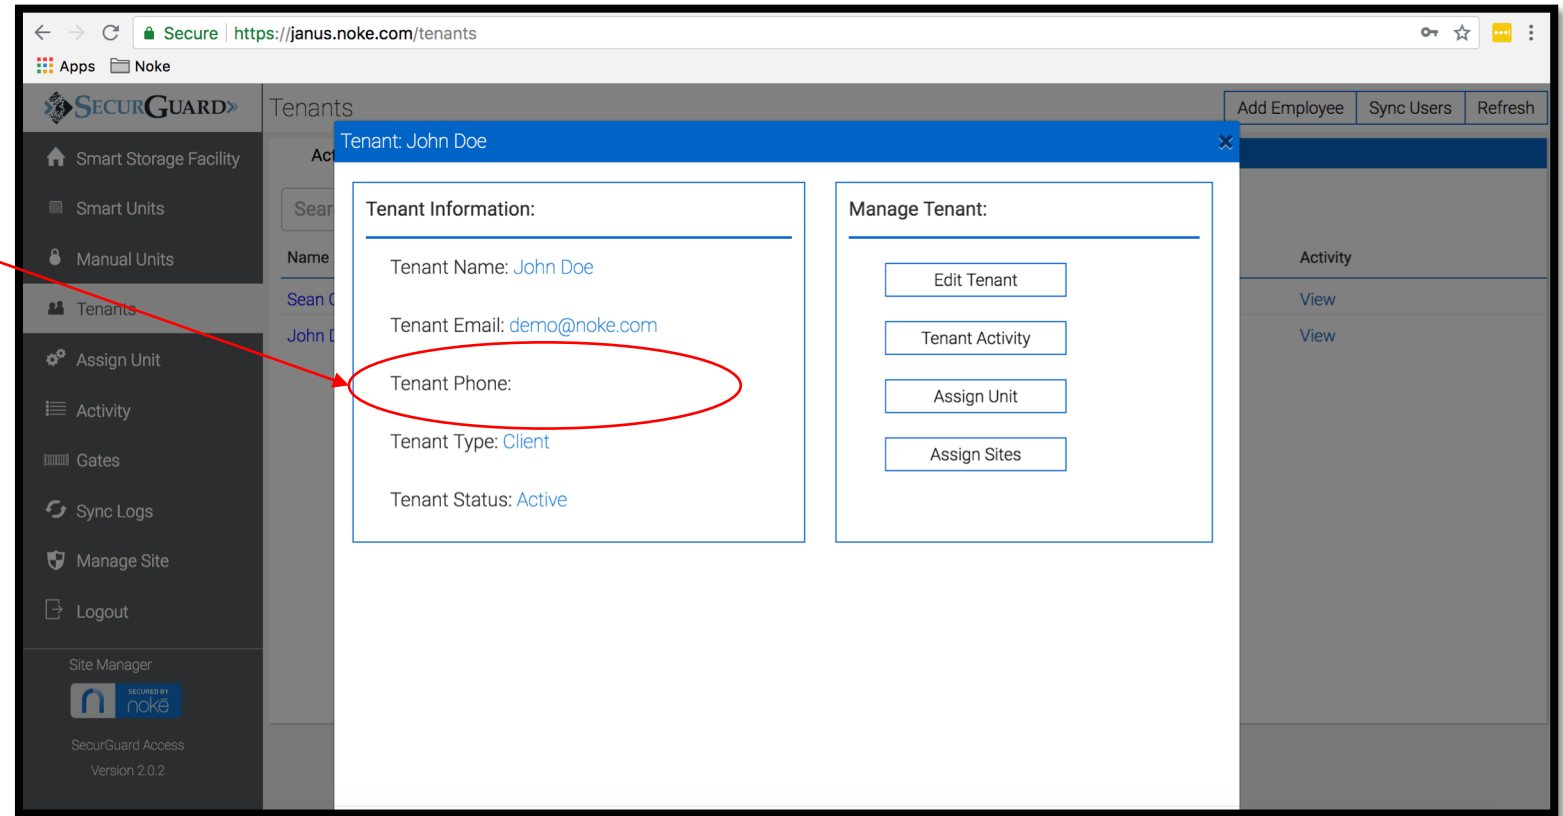 Secure https://janus.noke.com/tenants
Apps Noke
SECURGUARD»
Tenants
Add Employee Sync Users Refresh
Tenant: John Doe
Smart Storage Facility
Smart Units
Manual Units
Tenants
Assign Unit
Activity
Gates
Sync Logs
Manage Site
Logout
Site Manager
SECURED BY
nokē
SecurGuard Access
Version 2.0.2
Name
Sean
John
Tenant Information:
Tenant Name: John Doe
Tenant Email: demo@noke.com
Tenant Phone:
Tenant Type: Client
Tenant Status: Active
Manage Tenant:
Edit Tenant
Tenant Activity
Assign Unit
Assign Sites
Activity
View
View